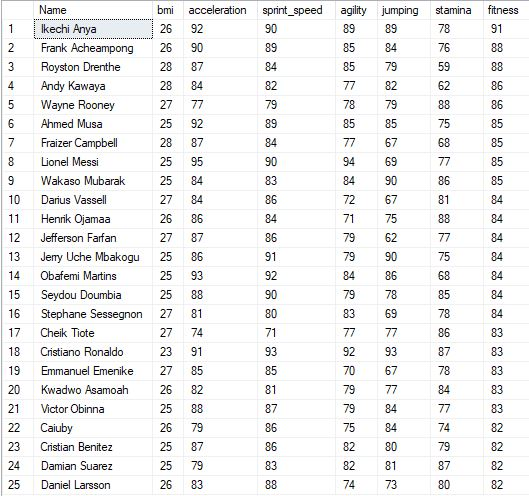 Name bmi acceleration sprint_speed agility jumping stamina fitness
1 Ikechi Anya 26 92 90 89 89 78 91
2 Frank Acheampong 26 90 89 85 84 76 88
3 Royston Drenthe 28 87 84 85 79 59 88
4 Andy Kawaya 28 84 82 77 82 62 86
5 Wayne Rooney 27 77 79 78 79 88 86
6 Ahmed Musa 25 92 89 85 85 75 85
7 Fraizer Campbell 28 87 84 77 67 68 85
8 Lionel Messi 25 95 90 94 69 77 85
9 Wakaso Mubarak 25 84 83 84 90 86 85
10 Darius Vassell 27 84 86 72 67 81 84
11 Henrik Ojamaa 26 86 84 71 75 88 84
12 Jefferson Farfan 27 87 86 79 62 77 84
13 Jerry Uche Mbakogu 25 86 91 79 90 75 84
14 Obafemi Martins 25 93 92 84 86 68 84
15 Seydou Doumbia 25 88 90 79 78 85 84
16 Stephane Sessegnon 27 81 80 83 69 78 84
17 Cheik Tiote 27 74 71 77 77 86 83
18 Cristiano Ronaldo 23 91 93 92 93 87 83
19 Emmanuel Emenike 27 85 85 70 67 78 83
20 Kwadwo Asamoah 26 82 81 79 77 84 83
21 Victor Obinna 25 88 87 79 84 77 83
22 Caiuby 26 79 86 75 84 74 82
23 Cristian Benitez 25 87 86 82 80 79 82
24 Damian Suarez 25 79 83 82 81 87 82
25 Daniel Larsson 26 83 88 74 73 80 82